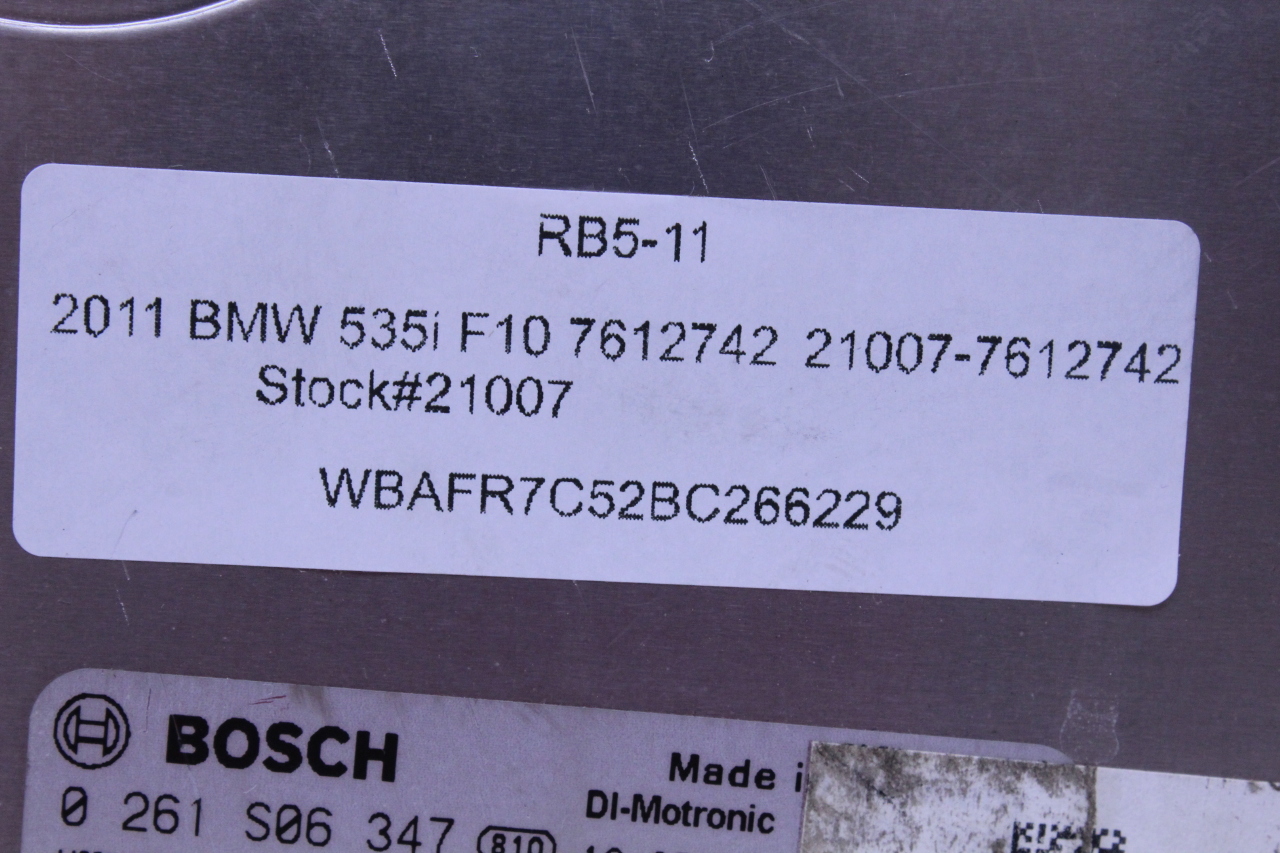 RB5-11
2011 BMW 535i F10 7612742 21007-7612742
Stock#21007
WBAFR7C52BC266229
BOSCH
Made i
0 261 S06 347 810
DI-Motronic